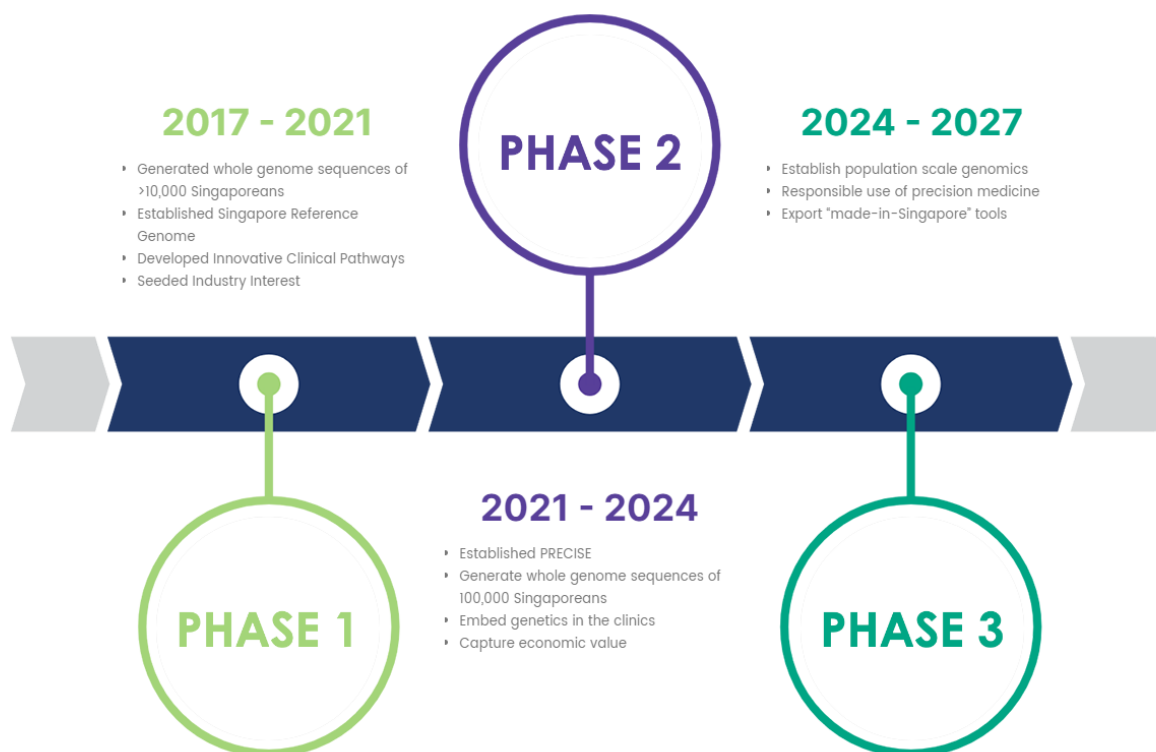 2017 - 2021
Generated whole genome sequences of
>10,000 Singaporeans
Established Singapore Reference
Genome
Developed Innovative Clinical Pathways
Seeded Industry Interest
PHASE 1
PHASE 2
2021 - 2024
Established PRECISE
Generate whole genome sequences of
100,000 Singaporeans
Embed genetics in the clinics
Capture economic value
2024 - 2027
Establish population scale genomics
Responsible use of precision medicine
Export "made-in-Singapore" tools
PHASE 3